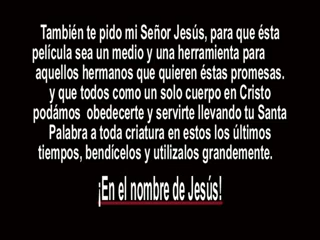 También te pido mi Señor Jesús, para que ésta
película sea un medio y una herramienta para
aquellos hermanos que quieren éstas promesas.
y que todos como un solo cuerpo en Cristo
podámos obedecerte y servirte llevando tu Santa
Palabra a toda criatura en estos los últimos
tiempos, bendícelos y utilizalos grandemente.
¡En el nombre de Jesús!